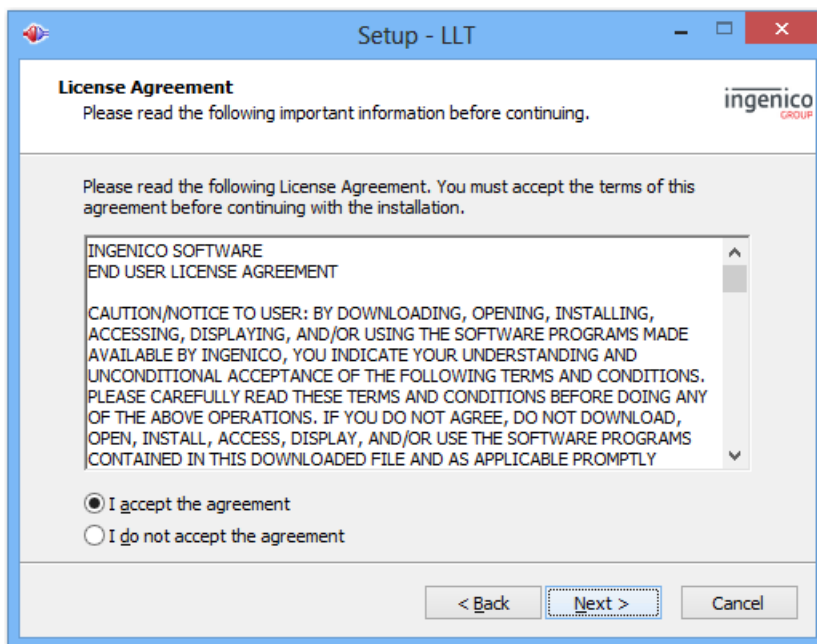 Setup - LLT
License Agreement
Please read the following important information before continuing.
ingenico
GROUP
Please read the following License Agreement. You must accept the terms of this
agreement before continuing with the installation.
INGENICO SOFTWARE
END USER LICENSE AGREEMENT
CAUTION/NOTICE TO USER: BY DOWNLOADING, OPENING, INSTALLING,
ACCESSING, DISPLAYING, AND/OR USING THE SOFTWARE PROGRAMS MADE
AVAILABLE BY INGENICO, YOU INDICATE YOUR UNDERSTANDING AND
UNCONDITIONAL ACCEPTANCE OF THE FOLLOWING TERMS AND CONDITIONS.
PLEASE CAREFULLY READ THESE TERMS AND CONDITIONS BEFORE DOING ANY
OF THE ABOVE OPERATIONS. IF YOU DO NOT AGREE, DO NOT DOWNLOAD,
OPEN, INSTALL, ACCESS, DISPLAY, AND/OR USE THE SOFTWARE PROGRAMS
CONTAINED IN THIS DOWNLOADED FILE AND AS APPLICABLE PROMPTLY
I accept the agreement
I do not accept the agreement
< Back
Next >
Cancel